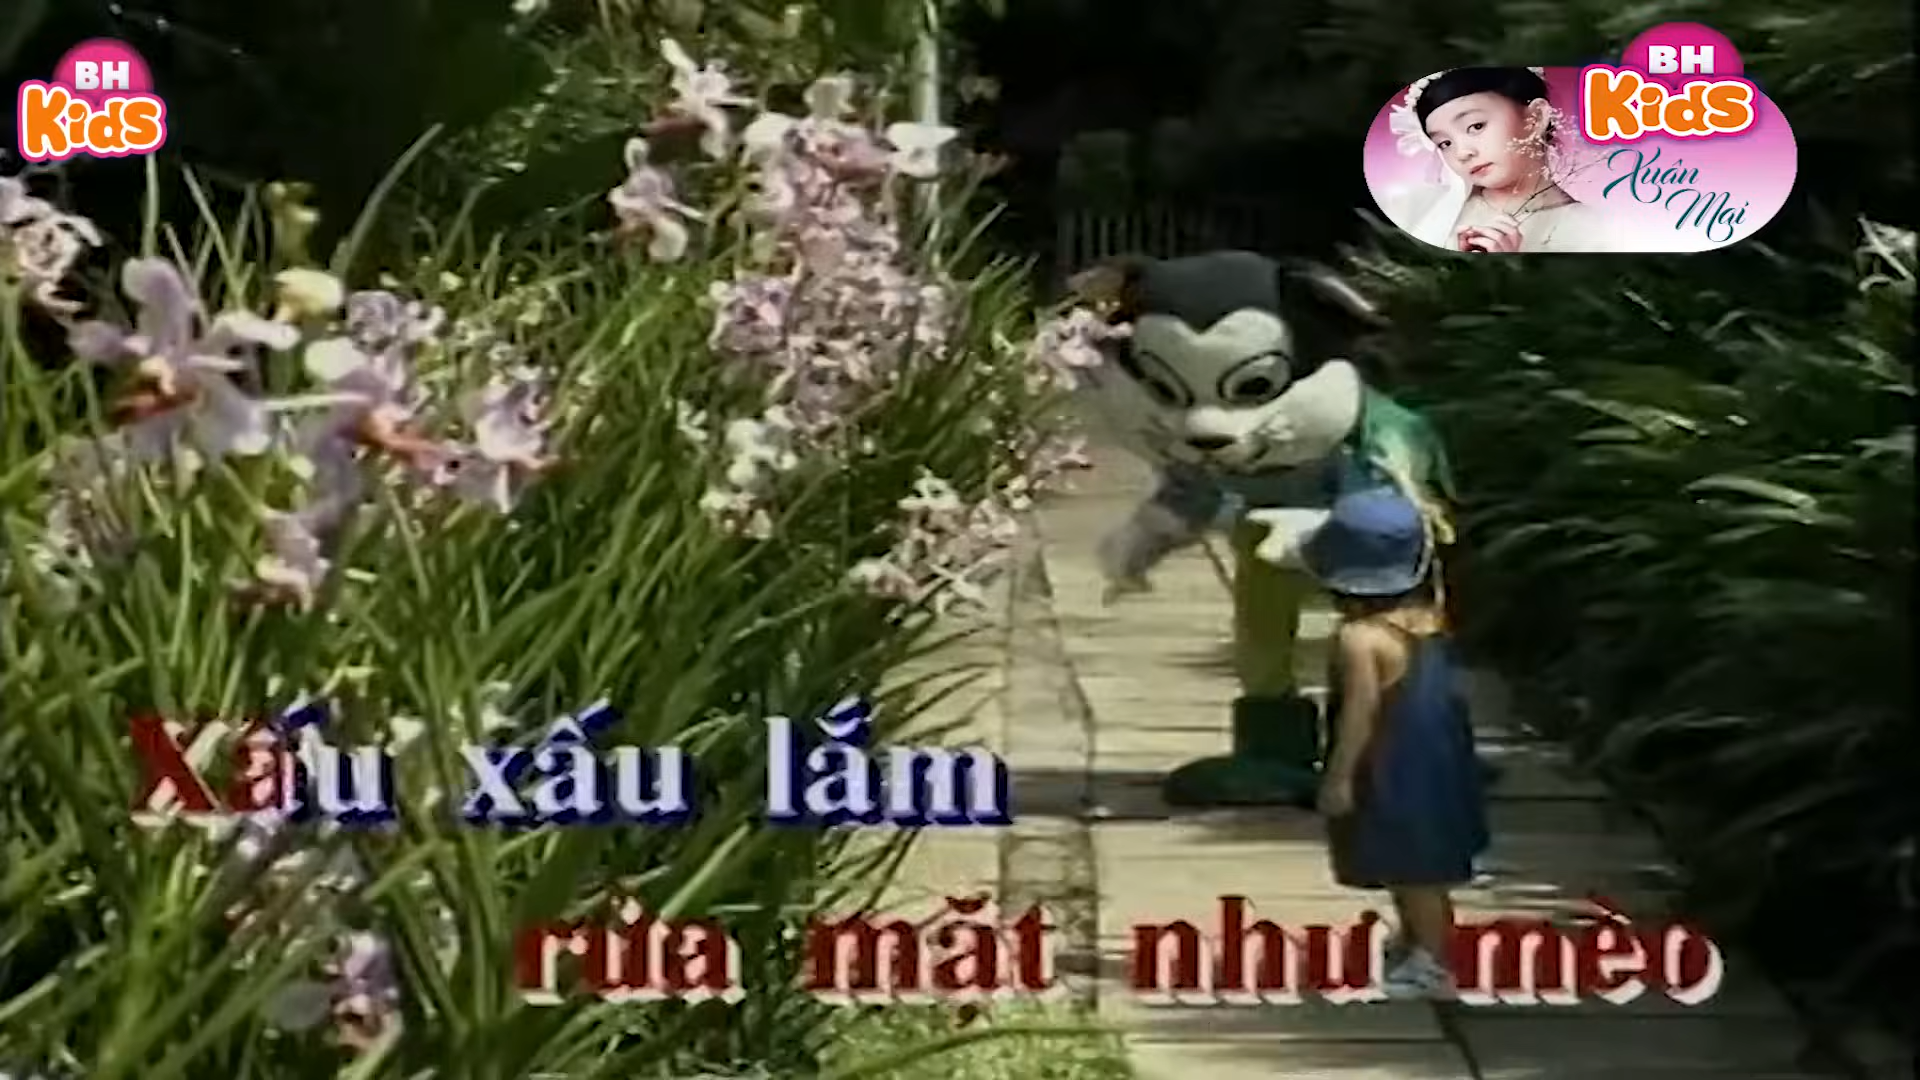 BH
Kids
BH
Kids
Xuân
Mai
Xấu xấu lắm
rửa mặt như mèo